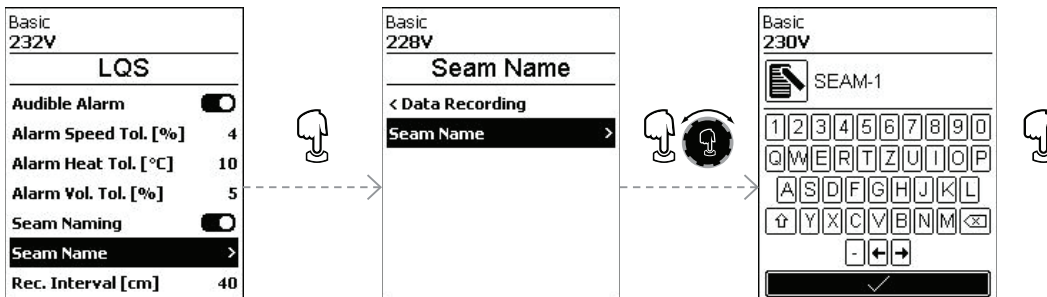 Basic
232V
LQS
Audible Alarm
Alarm Speed Tol. [%] 4
Alarm Heat Tol. [°C] 10
Alarm Vol. Tol. [%] 5
Seam Naming
Seam Name >
Rec. Interval [cm] 40
Basic
228V
Seam Name
< Data Recording
Seam Name >
Basic
230V
SEAM-1
1 2 3 4 5 6 7 8 9 0
Q W E R T Z U I O P
A S D F G H J K L
Y X C V B N M
-